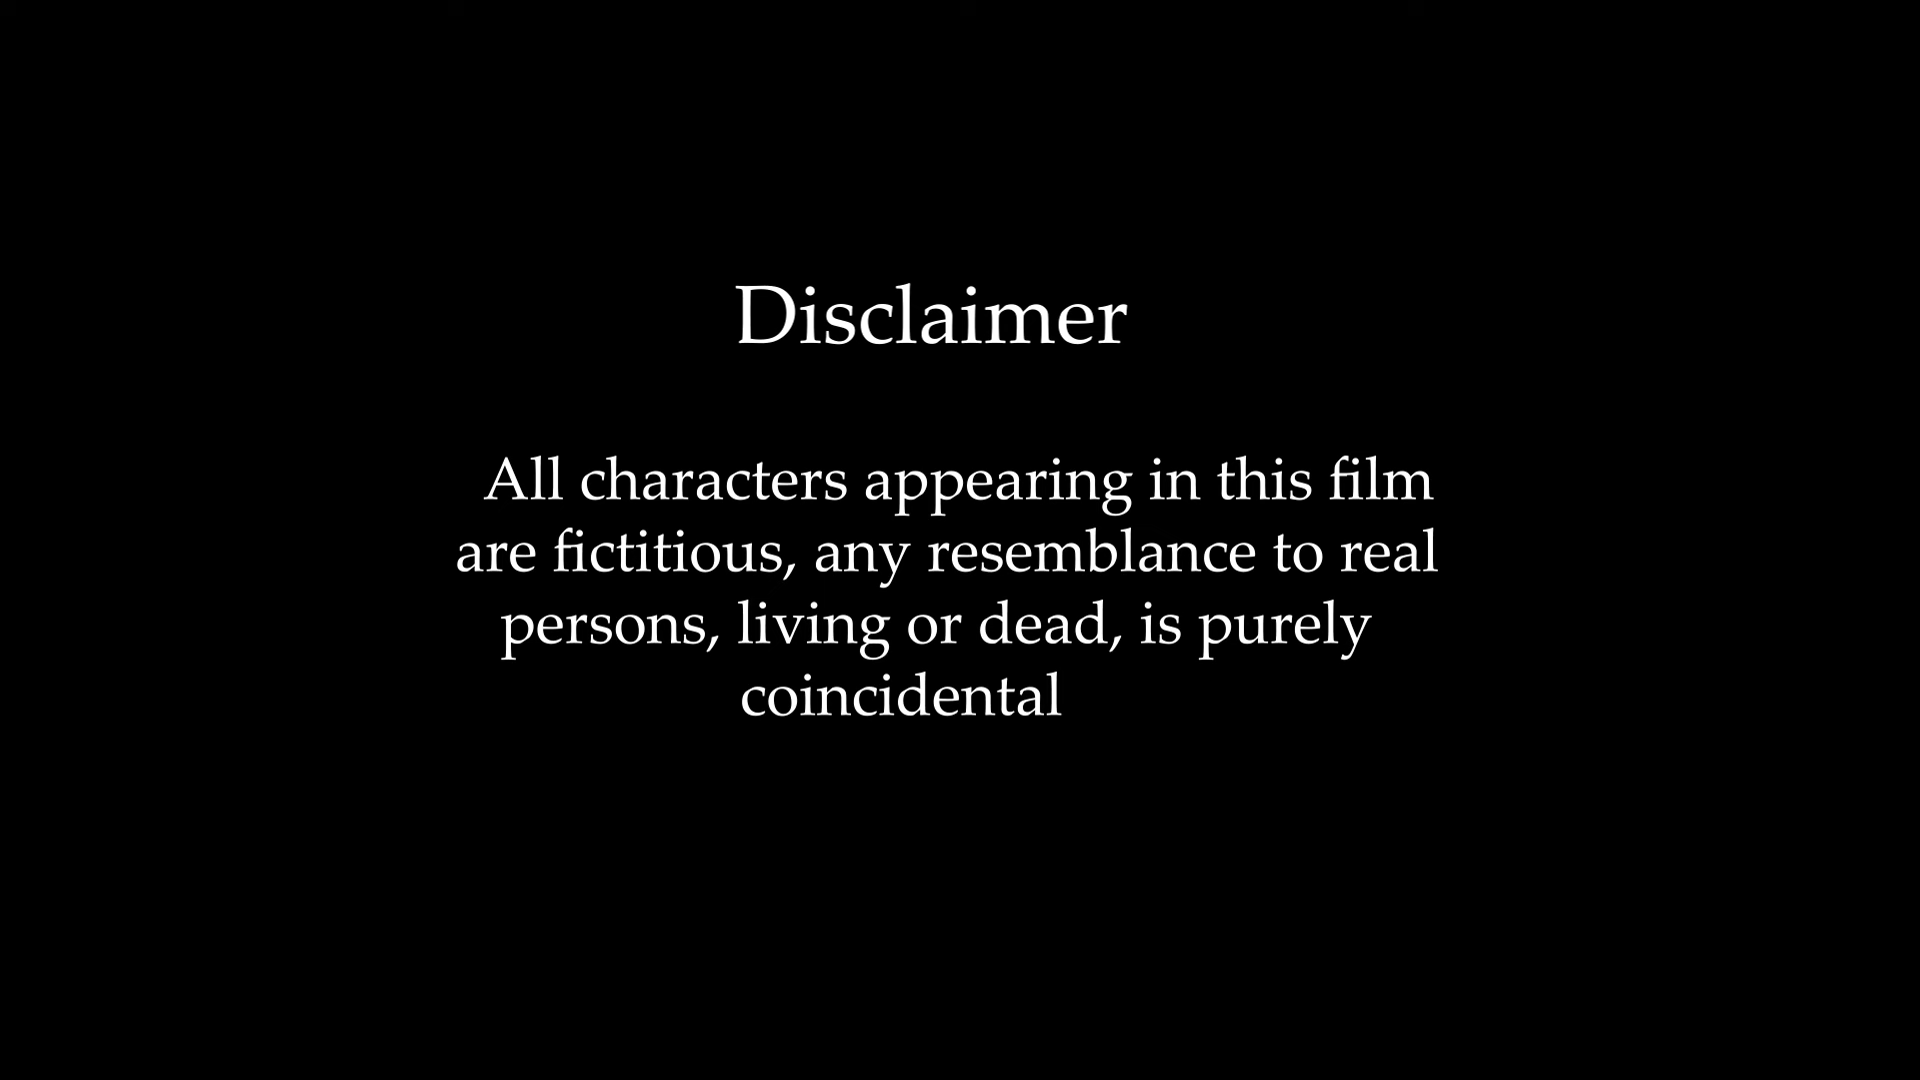 Disclaimer
All characters appearing in this film
are fictitious, any resemblance to real
persons, living or dead, is purely
coincidental